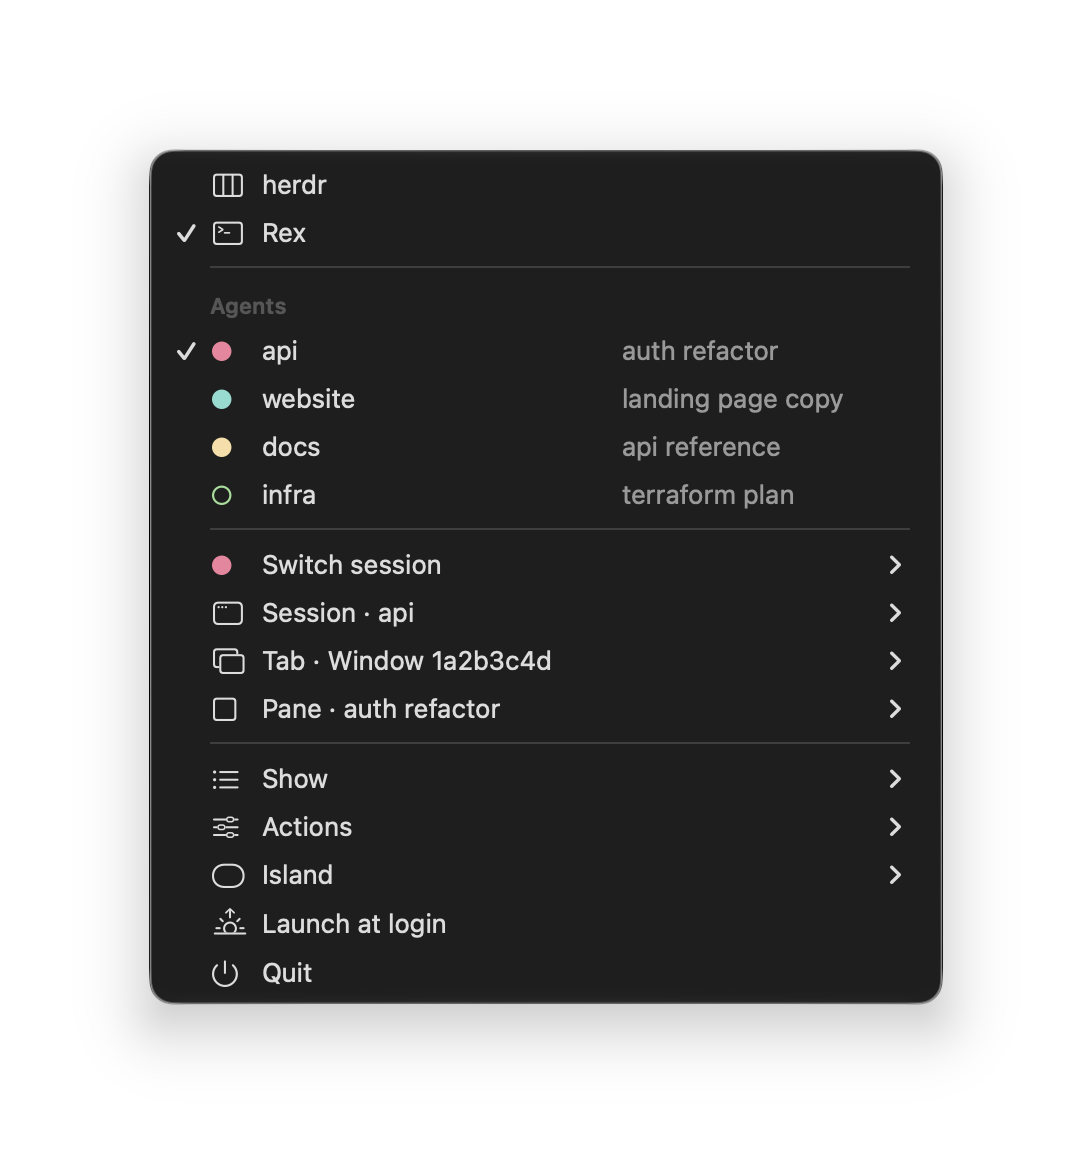 herdr
Rex
Agents
api auth refactor
website landing page copy
docs api reference
infra terraform plan
Switch session
Session · api
Tab · Window 1a2b3c4d
Pane · auth refactor
Show
Actions
Island
Launch at login
Quit